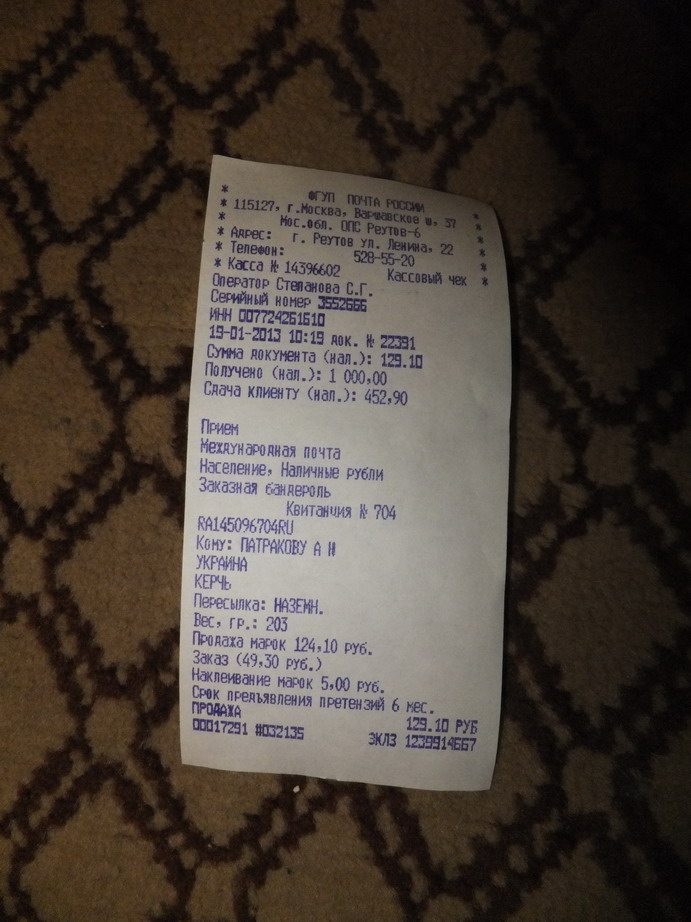 * ФГУП ПОЧТА РОССИИ *
* 115127, г.Москва, Варшавское ш, 37 *
* Мос.обл. ОПС Реутов-6 *
* Адрес: г. Реутов ул. Ленина, 22 *
* Телефон: 528-55-20 *
* Касса № 14396602 Кассовый чек *
Оператор Степанова С.Г.
Серийный номер 3552666
ИНН 007724261610
19-01-2013 10:19 док. № 22391
Сумма документа (нал.): 129.10
Получено (нал.): 1 000,00
Сдача клиенту (нал.): 452,90
Прием
Международная почта
Население, Наличные рубли
Заказная бандероль
Квитанция № 704
RA145096704RU
Кому: ПАТРАКОВУ А И
УКРАИНА
КЕРЧЬ
Пересылка: НАЗЕМН.
Вес, гр.: 203
Продажа марок 124,10 руб.
Заказ (49,30 руб.)
Наклеивание марок 5,00 руб.
Срок предъявления претензий 6 мес.
ПРОДАЖА 129.10 РУБ
00017291 #032135 ЭКЛЗ 1239914667